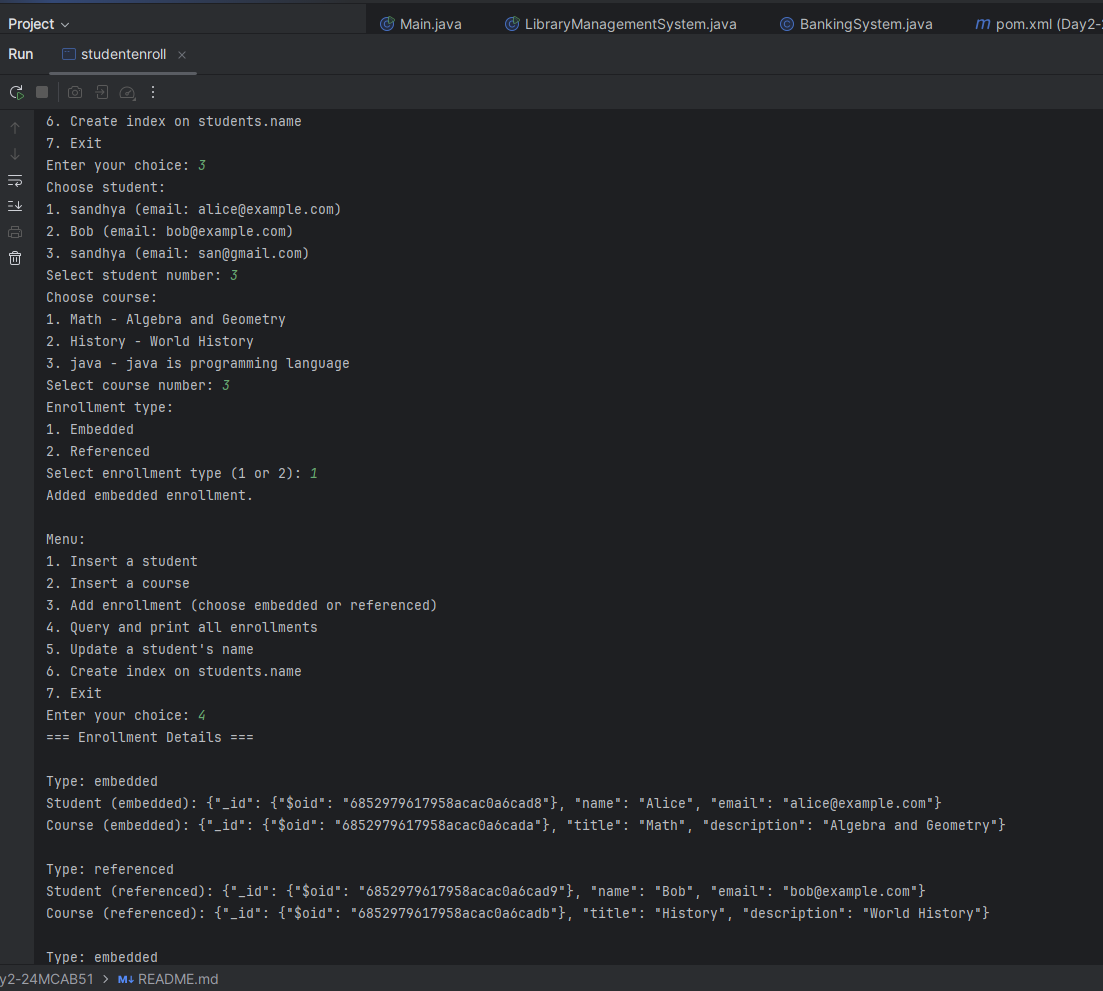 Project
Main.java
LibraryManagementSystem.java
BankingSystem.java
pom.xml (Day2-
Run
studentenroll
6. Create index on students.name
7. Exit
Enter your choice: 3
Choose student:
1. sandhya (email: alice@example.com)
2. Bob (email: bob@example.com)
3. sandhya (email: san@gmail.com)
Select student number: 3
Choose course:
1. Math - Algebra and Geometry
2. History - World History
3. java - java is programming language
Select course number: 3
Enrollment type:
1. Embedded
2. Referenced
Select enrollment type (1 or 2): 1
Added embedded enrollment.
Menu:
1. Insert a student
2. Insert a course
3. Add enrollment (choose embedded or referenced)
4. Query and print all enrollments
5. Update a student's name
6. Create index on students.name
7. Exit
Enter your choice: 4
=== Enrollment Details ===
Type: embedded
Student (embedded): {"_id": {"$oid": "6852979617958acac0a6cad8"}, "name": "Alice", "email": "alice@example.com"}
Course (embedded): {"_id": {"$oid": "6852979617958acac0a6cada"}, "title": "Math", "description": "Algebra and Geometry"}
Type: referenced
Student (referenced): {"_id": {"$oid": "6852979617958acac0a6cad9"}, "name": "Bob", "email": "bob@example.com"}
Course (referenced): {"_id": {"$oid": "6852979617958acac0a6cadb"}, "title": "History", "description": "World History"}
Type: embedded
y2-24MCAB51 > M↓ README.md